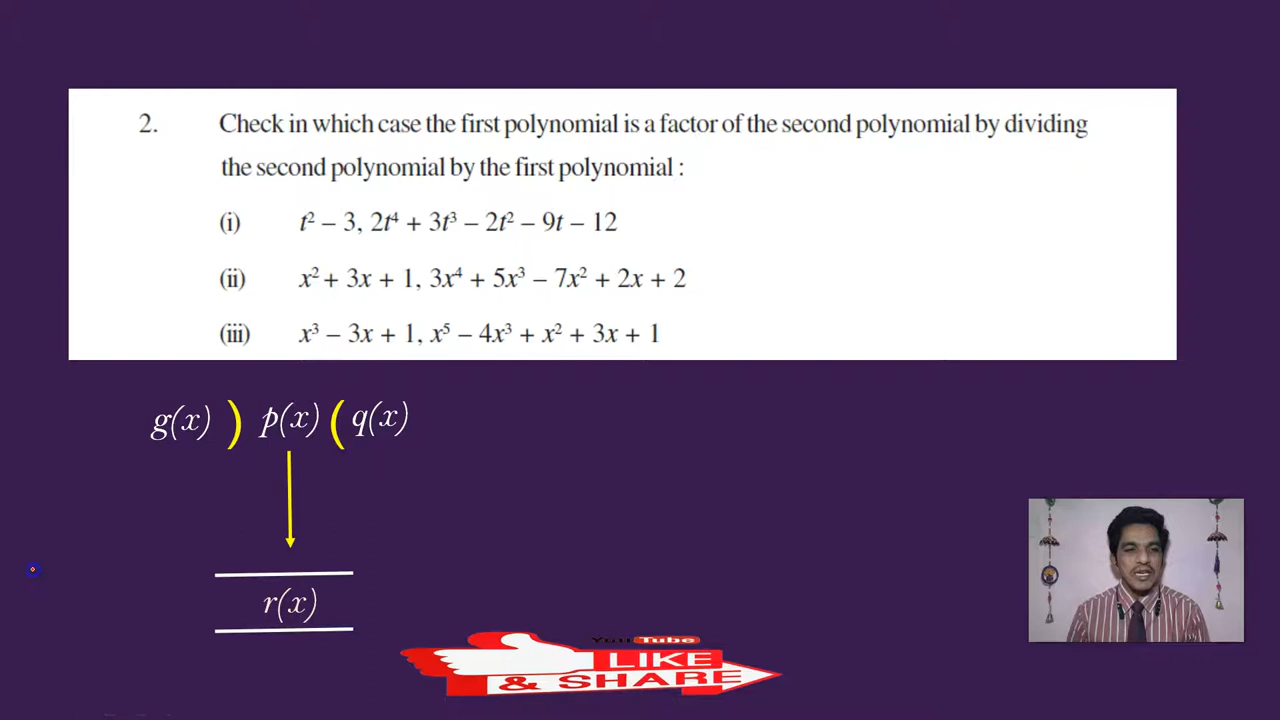 2. Check in which case the first polynomial is a factor of the second polynomial by dividing
the second polynomial by the first polynomial :
(i) t² – 3, 2t⁴ + 3t³ – 2t² – 9t – 12
(ii) x² + 3x + 1, 3x⁴ + 5x³ – 7x² + 2x + 2
(iii) x³ – 3x + 1, x⁵ – 4x³ + x² + 3x + 1
g(x) ) p(x) ( q(x)
r(x)
YouTube
LIKE
& SHARE